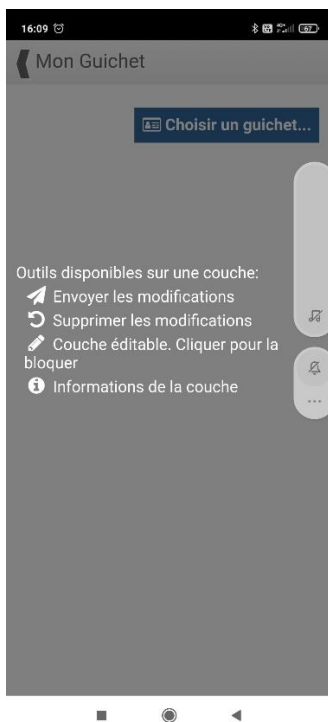 16:09
67
Mon Guichet
Choisir un guichet...
Outils disponibles sur une couche:
Envoyer les modifications
Supprimer les modifications
Couche éditable. Cliquer pour la
bloquer
Informations de la couche